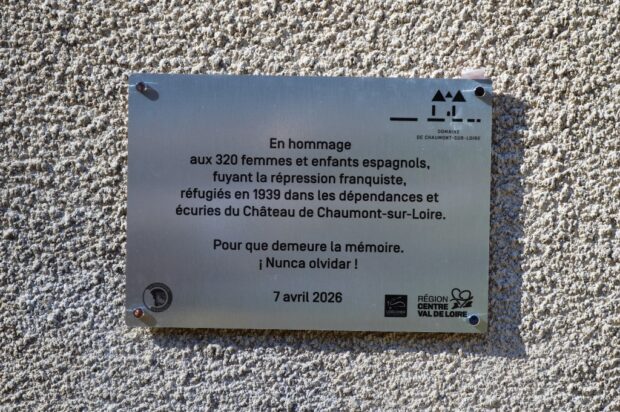 DOMAINE
DE CHAUMONT-SUR-LOIRE
En hommage
aux 320 femmes et enfants espagnols,
fuyant la répression franquiste,
réfugiés en 1939 dans les dépendances et
écuries du Château de Chaumont-sur-Loire.
Pour que demeure la mémoire.
¡ Nunca olvidar !
7 avril 2026
RÉGION
CENTRE
VAL DE LOIRE